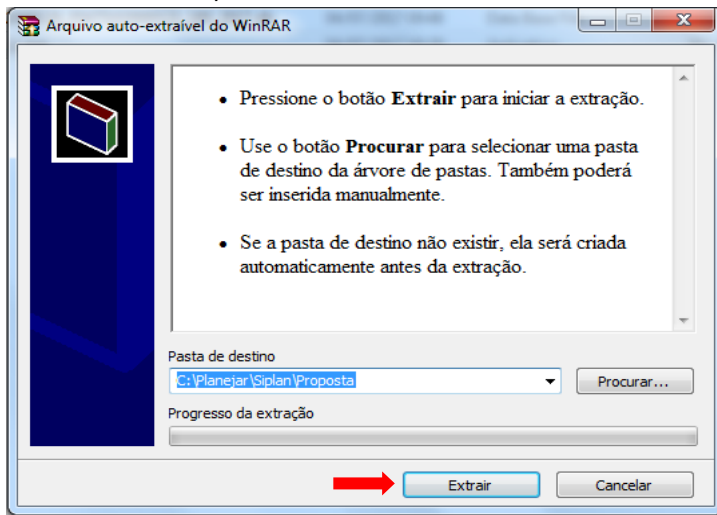 Arquivo auto-extraível do WinRAR
• Pressione o botão Extrair para iniciar a extração.
• Use o botão Procurar para selecionar uma pasta
de destino da árvore de pastas. Também poderá
ser inserida manualmente.
• Se a pasta de destino não existir, ela será criada
automaticamente antes da extração.
Pasta de destino
C:\Planejar\Siplan\Proposta
Procurar...
Progresso da extração
Extrair
Cancelar